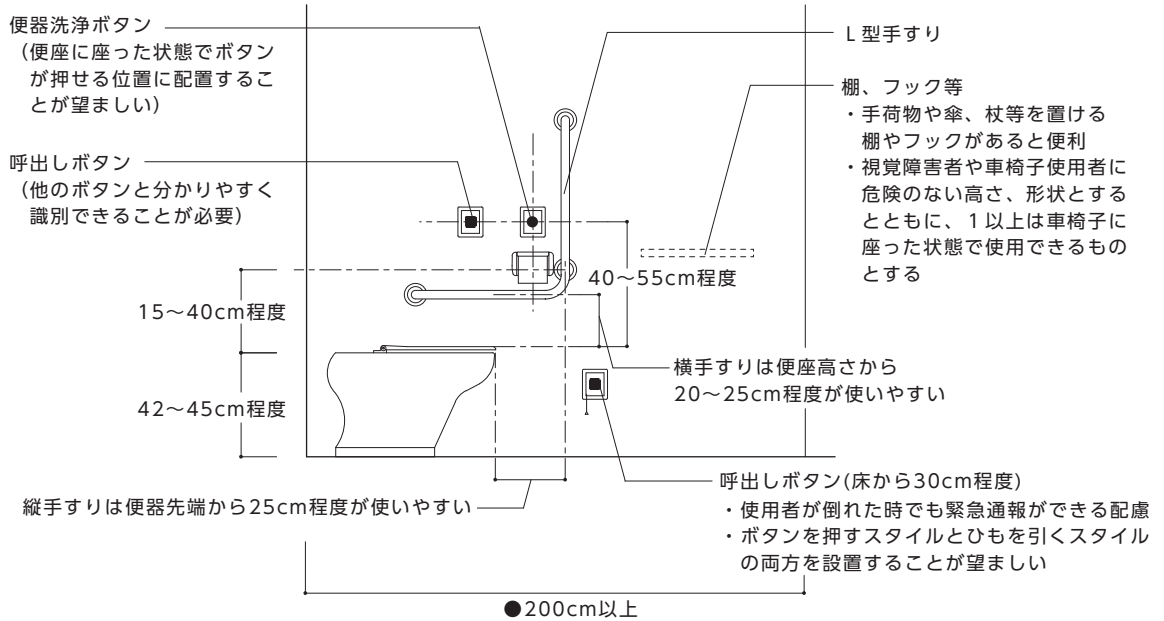 便器洗浄ボタン
（便座に座った状態でボタン
が押せる位置に配置するこ
とが望ましい）
呼出しボタン
（他のボタンと分かりやすく
識別できることが必要）
15〜40cm程度
42〜45cm程度
縦手すりは便器先端から25cm程度が使いやすい
L型手すり
棚、フック等
・手荷物や傘、杖等を置ける
棚やフックがあると便利
・視覚障害者や車椅子使用者に
危険のない高さ、形状とする
とともに、１以上は車椅子に
座った状態で使用できるもの
とする
40〜55cm程度
横手すりは便座高さから
20〜25cm程度が使いやすい
呼出しボタン(床から30cm程度)
・使用者が倒れた時でも緊急通報ができる配慮
・ボタンを押すスタイルとひもを引くスタイル
の両方を設置することが望ましい
●200cm以上